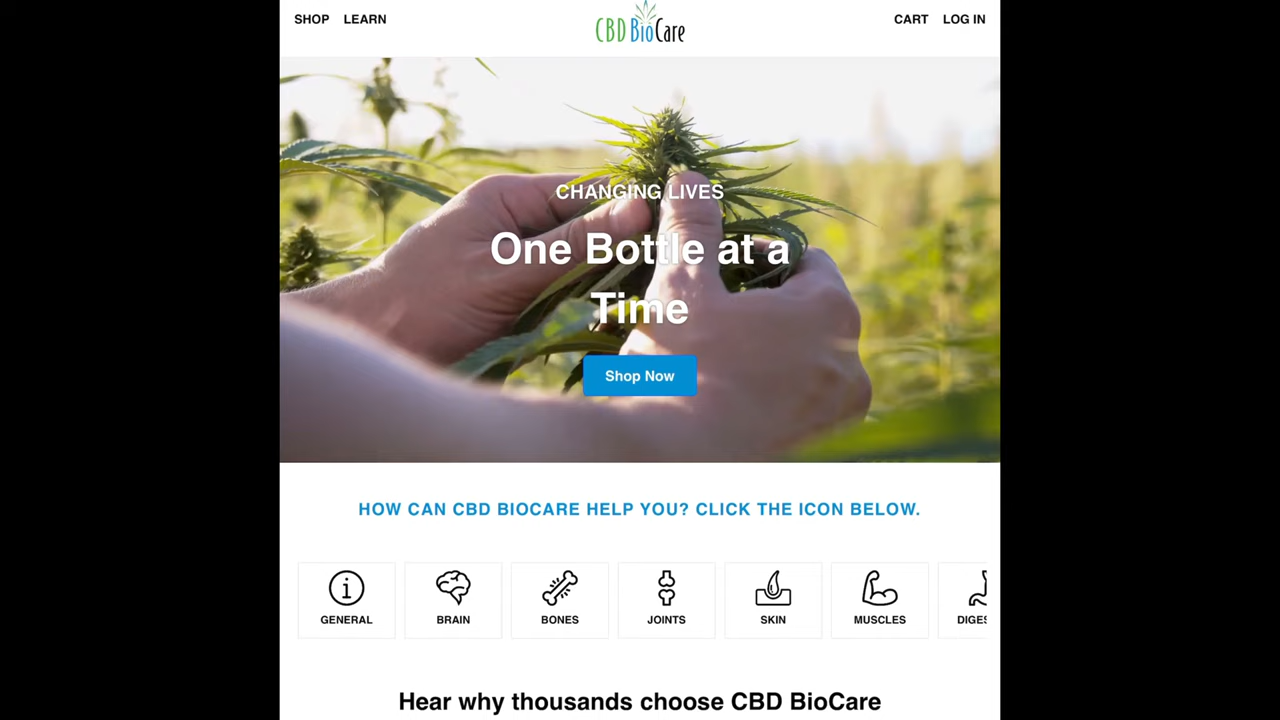 SHOP LEARN CBD BioCare CART LOG IN
CHANGING LIVES
One Bottle at a
Time
Shop Now
HOW CAN CBD BIOCARE HELP YOU? CLICK THE ICON BELOW.
GENERAL BRAIN BONES JOINTS SKIN MUSCLES DIGES
Hear why thousands choose CBD BioCare